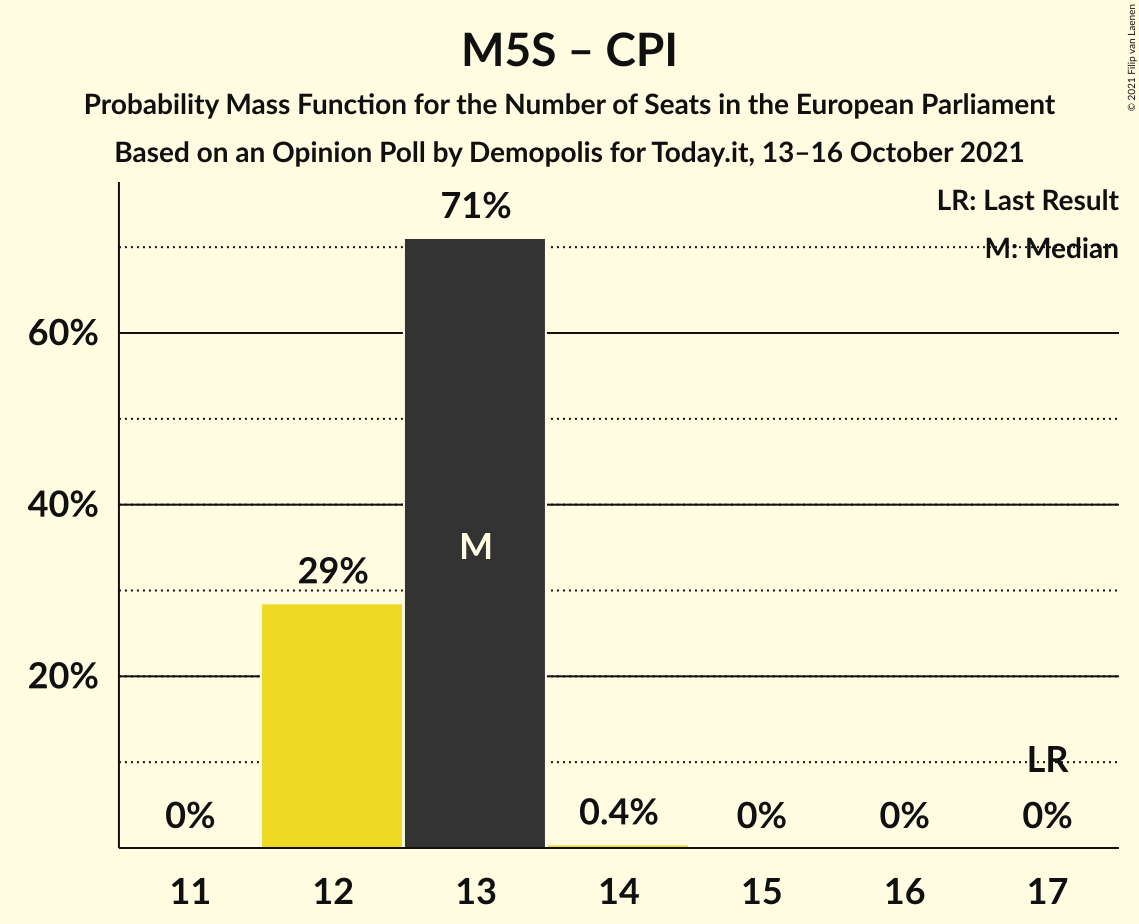 M5S – CPI
Probability Mass Function for the Number of Seats in the European Parliament
Based on an Opinion Poll by Demopolis for Today.it, 13–16 October 2021
© 2021 Filip van Laenen
LR: Last Result
M: Median
71%
60%
40%
M
29%
20%
LR
0%
0.4%
0%
0%
0%
11 12 13 14 15 16 17